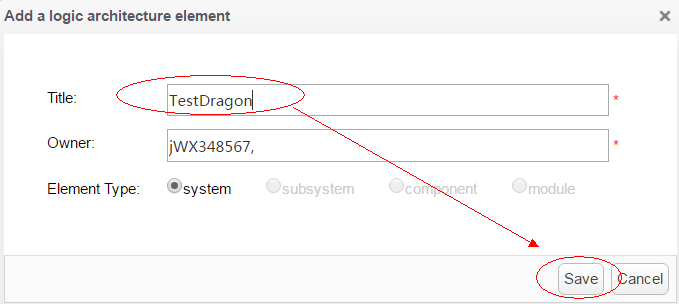 Add a logic architecture element
Title: TestDragon *
Owner: jWX348567, *
Element Type: system subsystem component module
Save Cancel